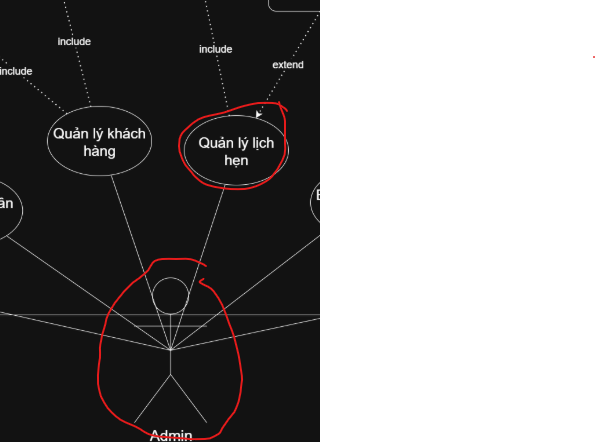 include
include
include
extend
Quản lý khách
hàng
Quản lý lịch
hẹn
Admin